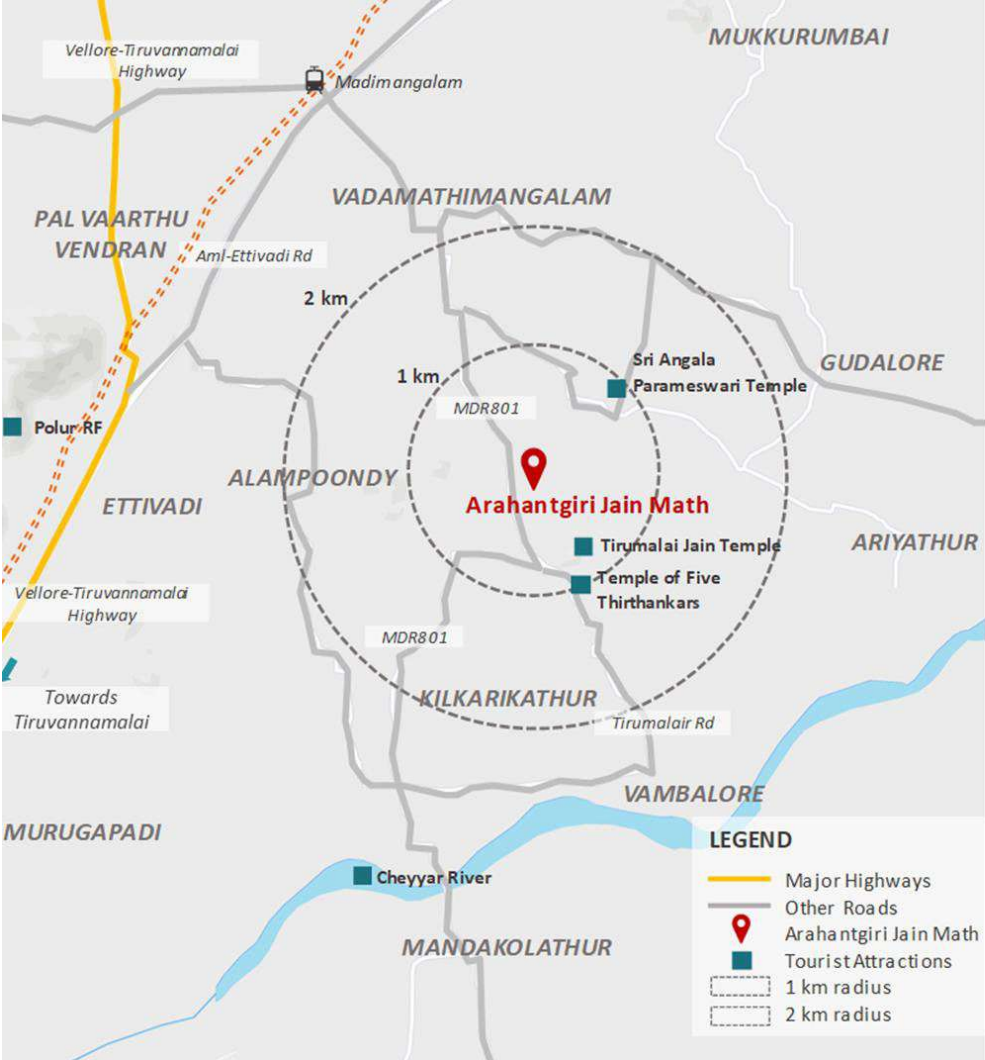 MUKKURUMBAI
Vellore-Tiruvannamalai
Highway
Madimangalam
VADAMATHIMANGALAM
PAL VAARTHU
VENDRAN
Aml-Ettivadi Rd
2 km
1 km
Sri Angala
Parameswari Temple
GUDALORE
MDR801
Polur RF
ALAMPOONDY
Arahantgiri Jain Math
ETTIVADI
Tirumalai Jain Temple
ARIYATHUR
Temple of Five
Thirthankars
Vellore-Tiruvannamalai
Highway
MDR801
Towards
Tiruvannamalai
KILKARIKATHUR
Tirumalair Rd
VAMBALORE
MURUGAPADI
Cheyyar River
MANDAKOLATHUR
LEGEND
Major Highways
Other Roads
Arahantgiri Jain Math
Tourist Attractions
1 km radius
2 km radius